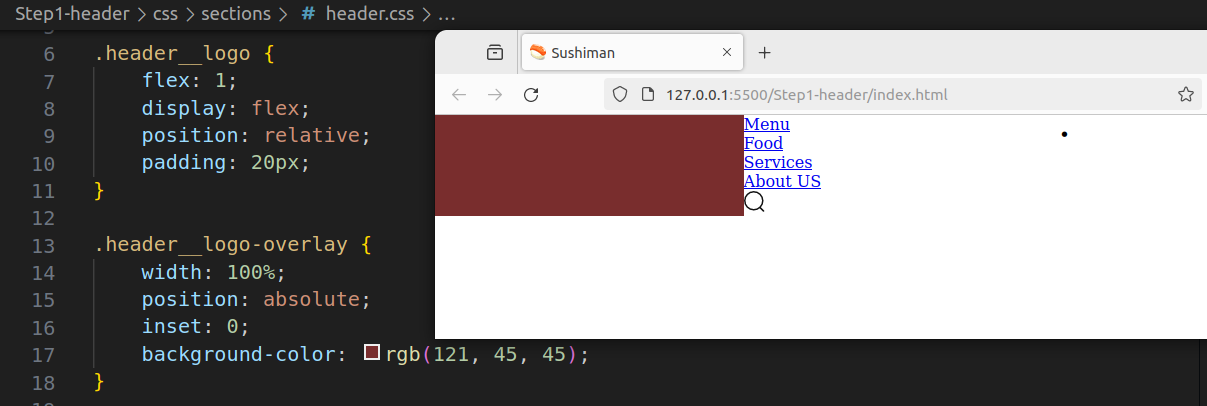 Step1-header > css > sections > # header.css > ...
6 .header__logo {
7 flex: 1;
8 display: flex;
9 position: relative;
10 padding: 20px;
11 }
12
13 .header__logo-overlay {
14 width: 100%;
15 position: absolute;
16 inset: 0;
17 background-color: rgb(121, 45, 45);
18 }
Sushiman
127.0.0.1:5500/Step1-header/index.html
Menu
Food
Services
About US